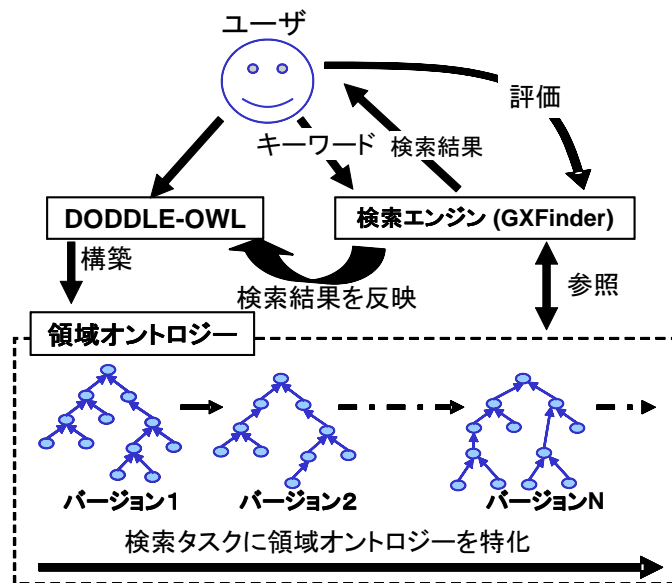 ユーザ
評価
キーワード
検索結果
DODDLE-OWL
検索エンジン (GXFinder)
構築
検索結果を反映
参照
領域オントロジー
バージョン1
バージョン2
バージョンN
検索タスクに領域オントロジーを特化